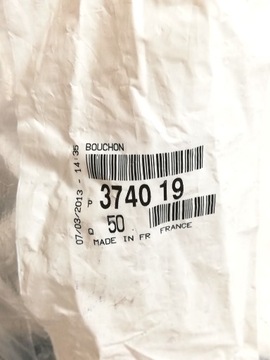 BOUCHON
P 3740 19
Q 50
MADE IN FR FRANCE
07/03/2013 - 14:35